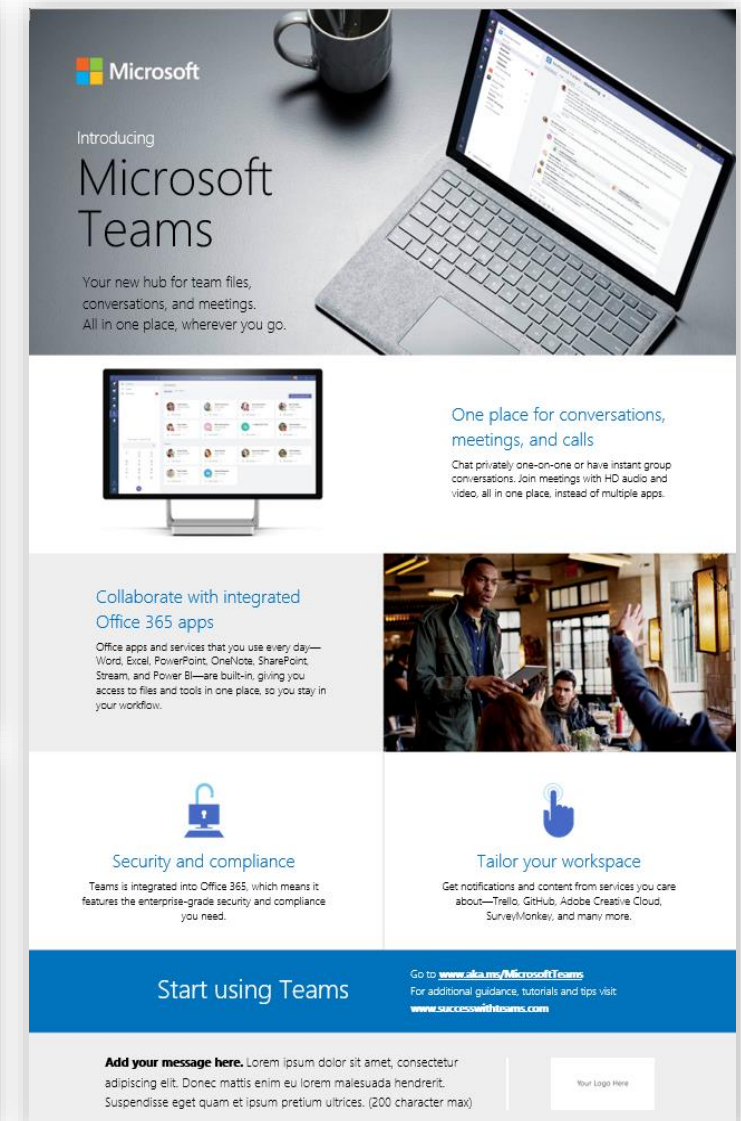 Microsoft
Introducing
Microsoft
Teams
Your new hub for team files,
conversations, and meetings.
All in one place, wherever you go.
One place for conversations,
meetings, and calls
Chat privately one-on-one or have instant group
conversations. Join meetings with HD audio and
video, all in one place, instead of multiple apps.
Collaborate with integrated
Office 365 apps
Office apps and services that you use every day—
Word, Excel, PowerPoint, OneNote, SharePoint,
Stream, and Power BI—are built-in, giving you
access to files and tools in one place, so you stay in
your workflow.
Security and compliance
Teams is integrated into Office 365, which means it
features the enterprise-grade security and compliance
you need.
Tailor your workspace
Get notifications and content from services you care
about—Trello, GitHub, Adobe Creative Cloud,
SurveyMonkey, and many more.
Start using Teams
Go to www.aka.ms/MicrosoftTeams
For additional guidance, tutorials and tips visit
www.successwithteams.com
Add your message here. Lorem ipsum dolor sit amet, consectetur
adipiscing elit. Donec mattis enim eu lorem malesuada hendrerit.
Suspendisse eget quam et ipsum pretium ultrices. (200 character max)
Your Logo Here